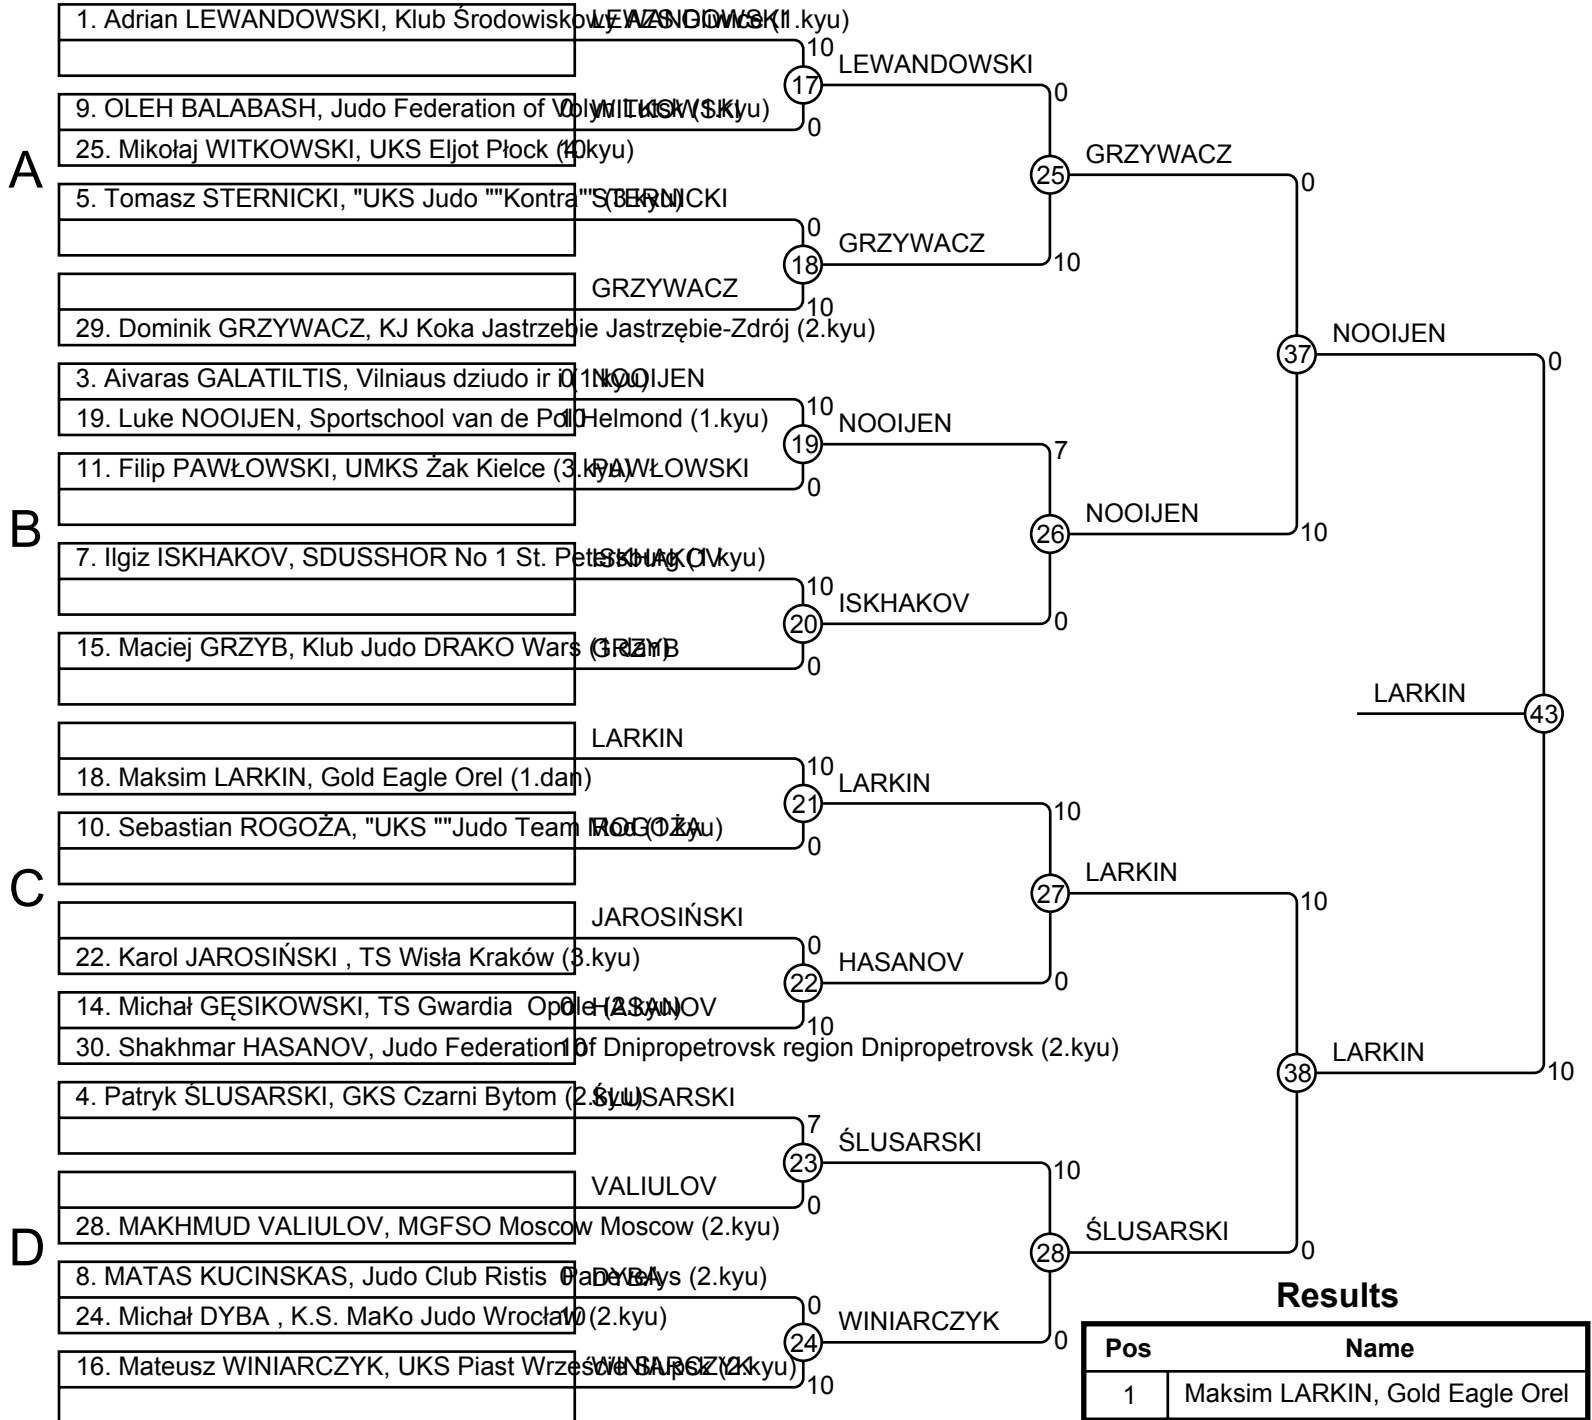 1. Adrian LEWANDOWSKI, Klub Środowiskowy AZS Gliwice (1.kyu)
LEWANDOWSKI
10
17
LEWANDOWSKI
0
9. OLEH BALABASH, Judo Federation of Volyn Lutsk (1.kyu)
0
WITKOWSKI
0
25. Mikołaj WITKOWSKI, UKS Eljot Płock (4.kyu)
10
A
25
GRZYWACZ
0
5. Tomasz STERNICKI, "UKS Judo ""Kontra"" (3.kyu)
STERNICKI
0
18
GRZYWACZ
10
GRZYWACZ
10
29. Dominik GRZYWACZ, KJ Koka Jastrzebie Jastrzębie-Zdrój (2.kyu)
37
NOOIJEN
0
3. Aivaras GALATILTIS, Vilniaus dziudo ir i (1.kyu)
0
NOOIJEN
10
19. Luke NOOIJEN, Sportschool van de Pol Helmond (1.kyu)
10
19
NOOIJEN
7
11. Filip PAWŁOWSKI, UMKS Żak Kielce (3.kyu)
PAWŁOWSKI
0
B
26
NOOIJEN
10
7. Ilgiz ISKHAKOV, SDUSSHOR No 1 St. Petersburg (1.kyu)
ISKHAKOV
10
20
ISKHAKOV
0
15. Maciej GRZYB, Klub Judo DRAKO Wars (1.dan)
GRZYB
0
LARKIN
43
LARKIN
10
18. Maksim LARKIN, Gold Eagle Orel (1.dan)
21
LARKIN
10
10. Sebastian ROGOŻA, "UKS ""Judo Team (1.kyu)
ROGOŻA
0
C
27
LARKIN
10
JAROSIŃSKI
0
22. Karol JAROSIŃSKI , TS Wisła Kraków (3.kyu)
22
HASANOV
0
14. Michał GĘSIKOWSKI, TS Gwardia Opole (2.kyu)
0
HASANOV
10
30. Shakhmar HASANOV, Judo Federation of Dnipropetrovsk region Dnipropetrovsk (2.kyu)
10
38
LARKIN
10
4. Patryk ŚLUSARSKI, GKS Czarni Bytom (2.kyu)
ŚLUSARSKI
7
23
ŚLUSARSKI
10
VALIULOV
0
28. MAKHMUD VALIULOV, MGFSO Moscow Moscow (2.kyu)
D
28
ŚLUSARSKI
0
8. MATAS KUCINSKAS, Judo Club Ristis Panevelys (2.kyu)
0
DYBA
0
24. Michał DYBA , K.S. MaKo Judo Wrocław (2.kyu)
10
24
WINIARCZYK
0
16. Mateusz WINIARCZYK, UKS Piast Wrzeście Słupsk (2.kyu)
WINIARCZYK
10
Results
Pos Name
1 Maksim LARKIN, Gold Eagle Orel